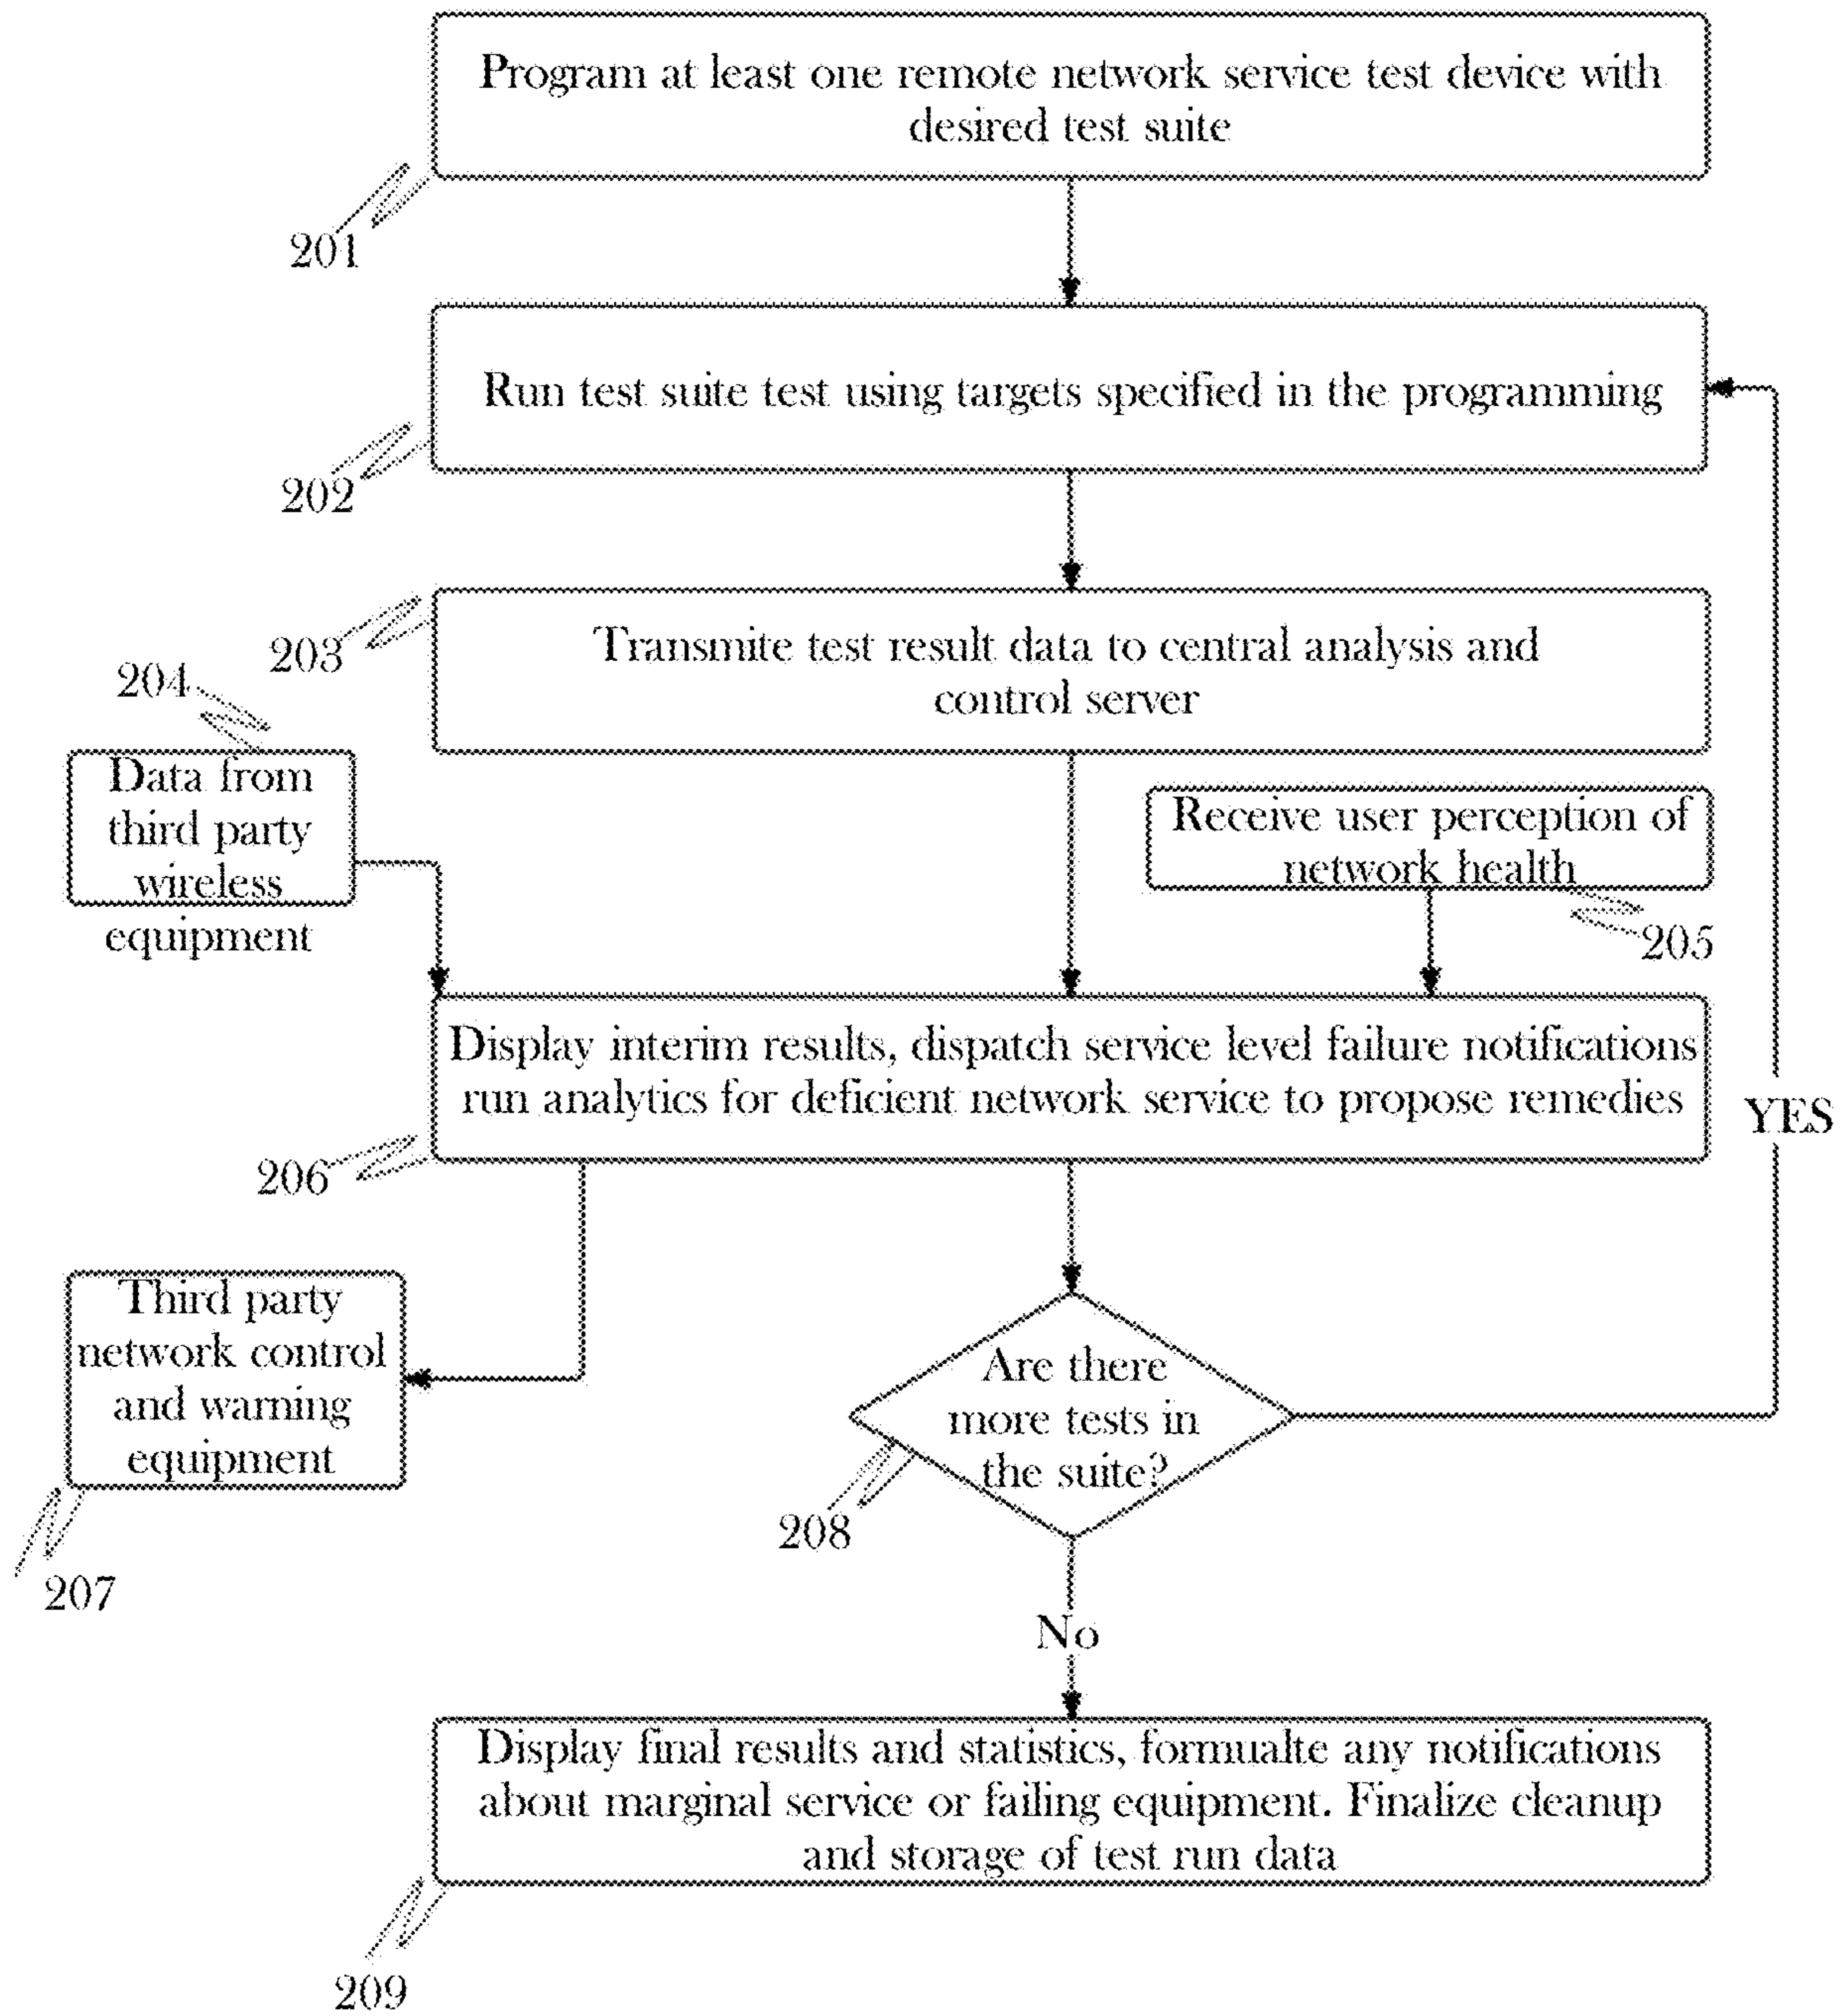 Program at least one remote network service test device with
desired test suite
201
Run test suite test using targets specified in the programming
202
Transmite test result data to central analysis and
control server
203
204
Data from
third party
wireless
equipment
Receive user perception of
network health
205
Display interim results, dispatch service level failure notifications
run analytics for deficient network service to propose remedies
YES
206
Third party
network control
and warning
equipment
207
Are there
more tests in
the suite?
208
No
Display final results and statistics, formualte any notifications
about marginal service or failing equipment. Finalize cleanup
and storage of test run data
209